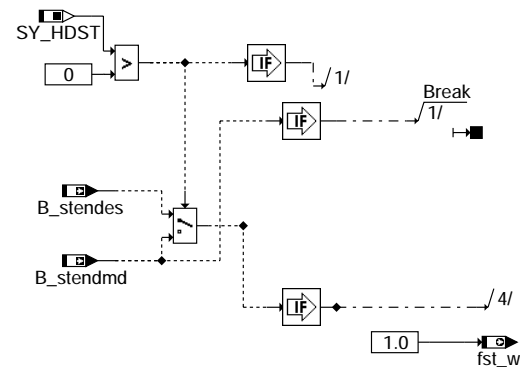 SY_HDST
0
>
IF
1/
Break
IF
1/
B_stendes
B_stendmd
IF
4/
1.0
fst_w